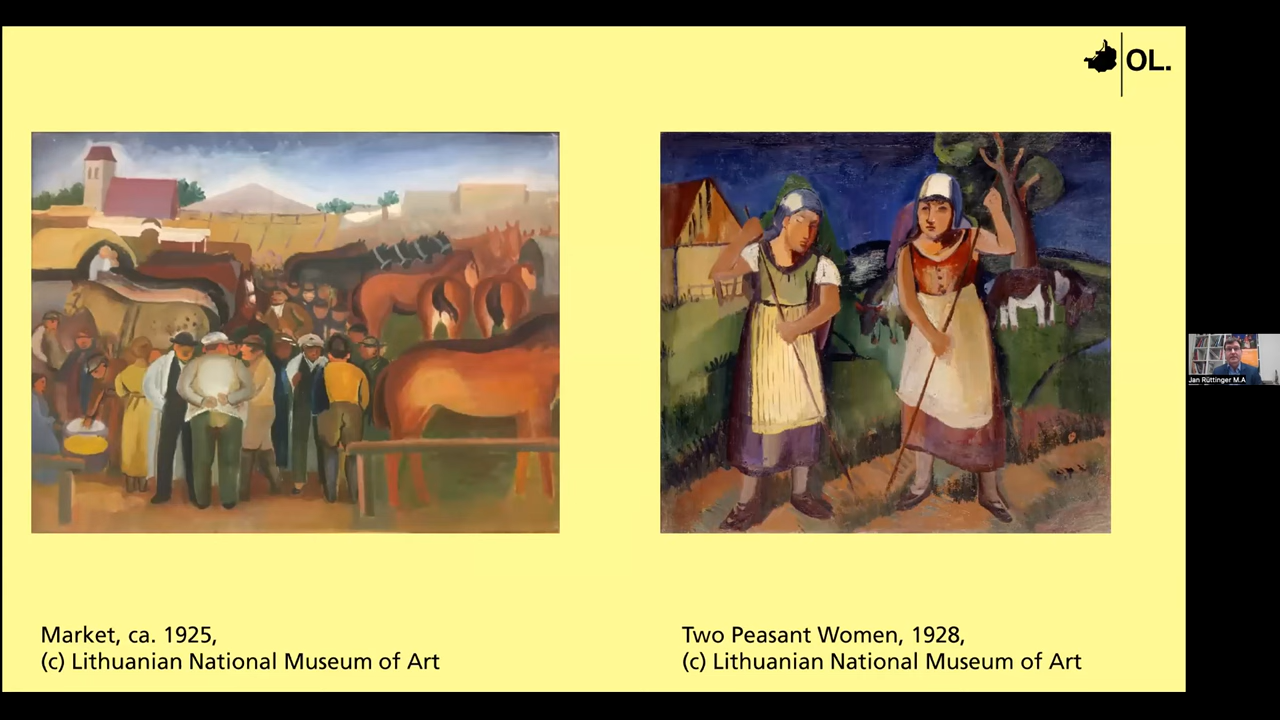 OL.
Market, ca. 1925,
(c) Lithuanian National Museum of Art
Two Peasant Women, 1928,
(c) Lithuanian National Museum of Art
Jan Rüttinger M.A